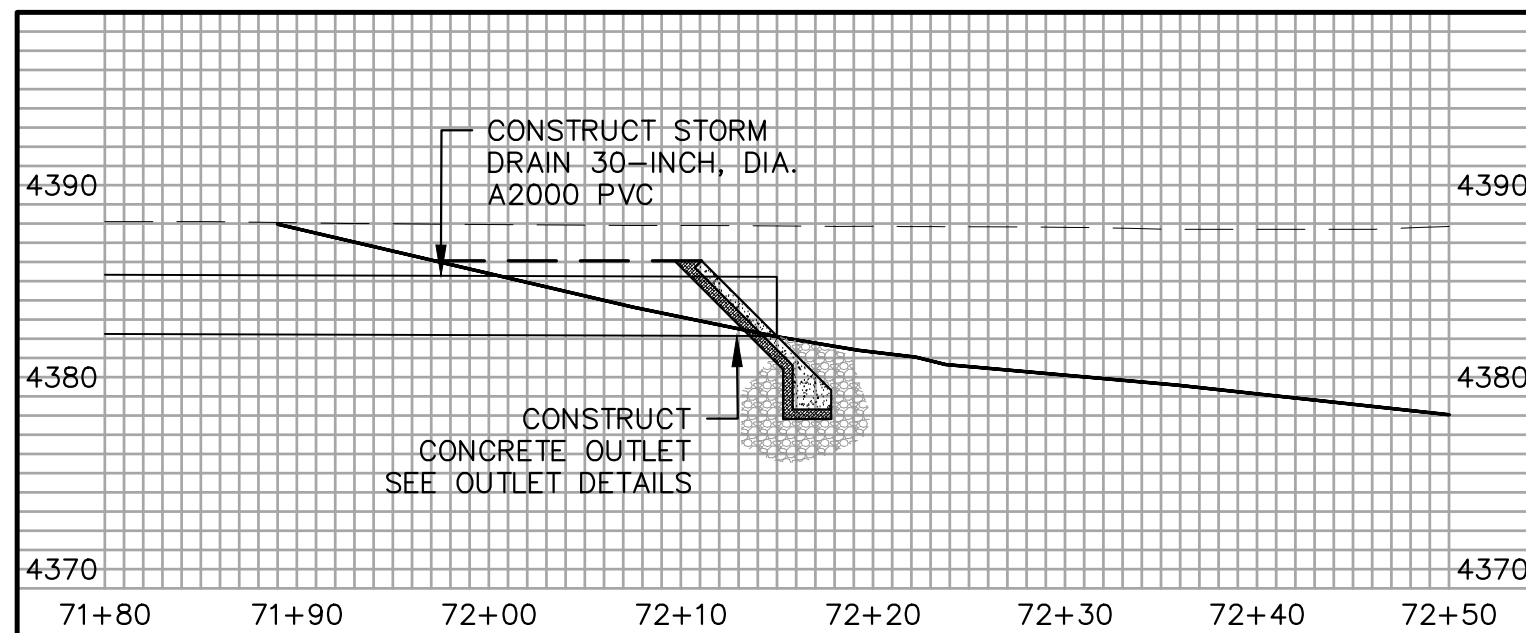 CONSTRUCT STORM
DRAIN 30-INCH, DIA.
A2000 PVC
4390
4390
4380
4380
CONSTRUCT
CONCRETE OUTLET
SEE OUTLET DETAILS
4370
4370
71+80 71+90 72+00 72+10 72+20 72+30 72+40 72+50